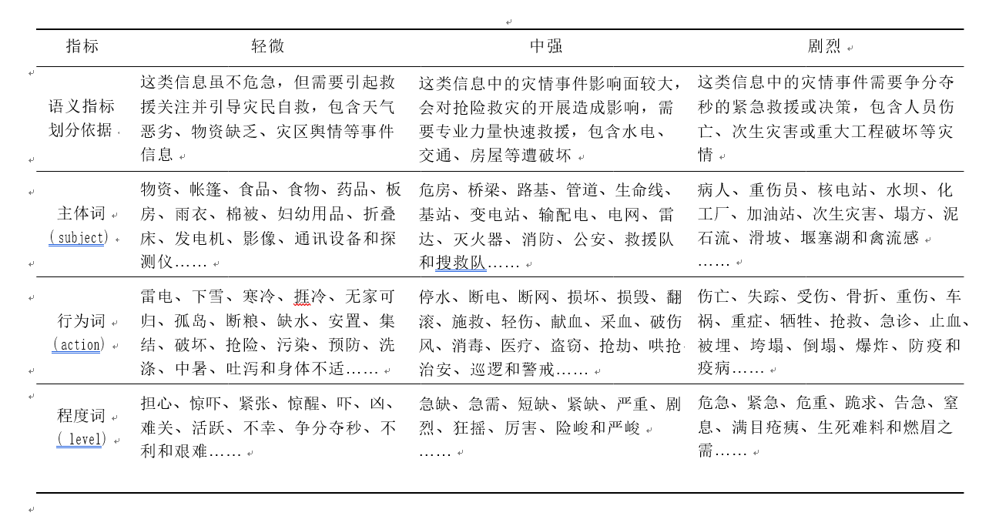 指标 轻微 中强 剧烈
语义指标
划分依据
这类信息虽不危急，但需要引起救
援关注并引导灾民自救，包含天气
恶劣、物资缺乏、灾区舆情等事件
信息
这类信息中的灾情事件影响面较大，
会对抢险救灾的开展造成影响，需
要专业力量快速救援，包含水电、
交通、房屋等遭破坏
这类信息中的灾情事件需要争分夺
秒的紧急救援或决策，包含人员伤
亡、次生灾害或重大工程破坏等灾
情
主体词
(subject)
物资、帐篷、食品、食物、药品、板
房、雨衣、棉被、妇幼用品、折叠
床、发电机、影像、通讯设备和探
测仪……
危房、桥梁、路基、管道、生命线、
基站、变电站、输配电、电网、雷
达、灭火器、消防、公安、救援队
和搜救队……
病人、重伤员、核电站、水坝、化
工厂、加油站、次生灾害、塌方、泥
石流、滑坡、堰塞湖和禽流感
……
行为词
(action)
雷电、下雪、寒冷、捱冷、无家可
归、孤岛、断粮、缺水、安置、集
结、破坏、抢险、污染、预防、洗
涤、中暑、吐泻和身体不适……
停水、断电、断网、损坏、损毁、翻
滚、施救、轻伤、献血、采血、破伤
风、消毒、医疗、盗窃、抢劫、哄抢
治安、巡逻和警戒……
伤亡、失踪、受伤、骨折、重伤、车
祸、重症、牺牲、抢救、急诊、止血、
被埋、垮塌、倒塌、爆炸、防疫和
疫病……
程度词
( level)
担心、惊吓、紧张、惊醒、吓、凶、
难关、活跃、不幸、争分夺秒、不
利和艰难……
急缺、急需、短缺、紧缺、严重、剧
烈、狂摇、厉害、险峻和严峻
……
危急、紧急、危重、跪求、告急、窒
息、满目疮痍、生死难料和燃眉之
需……